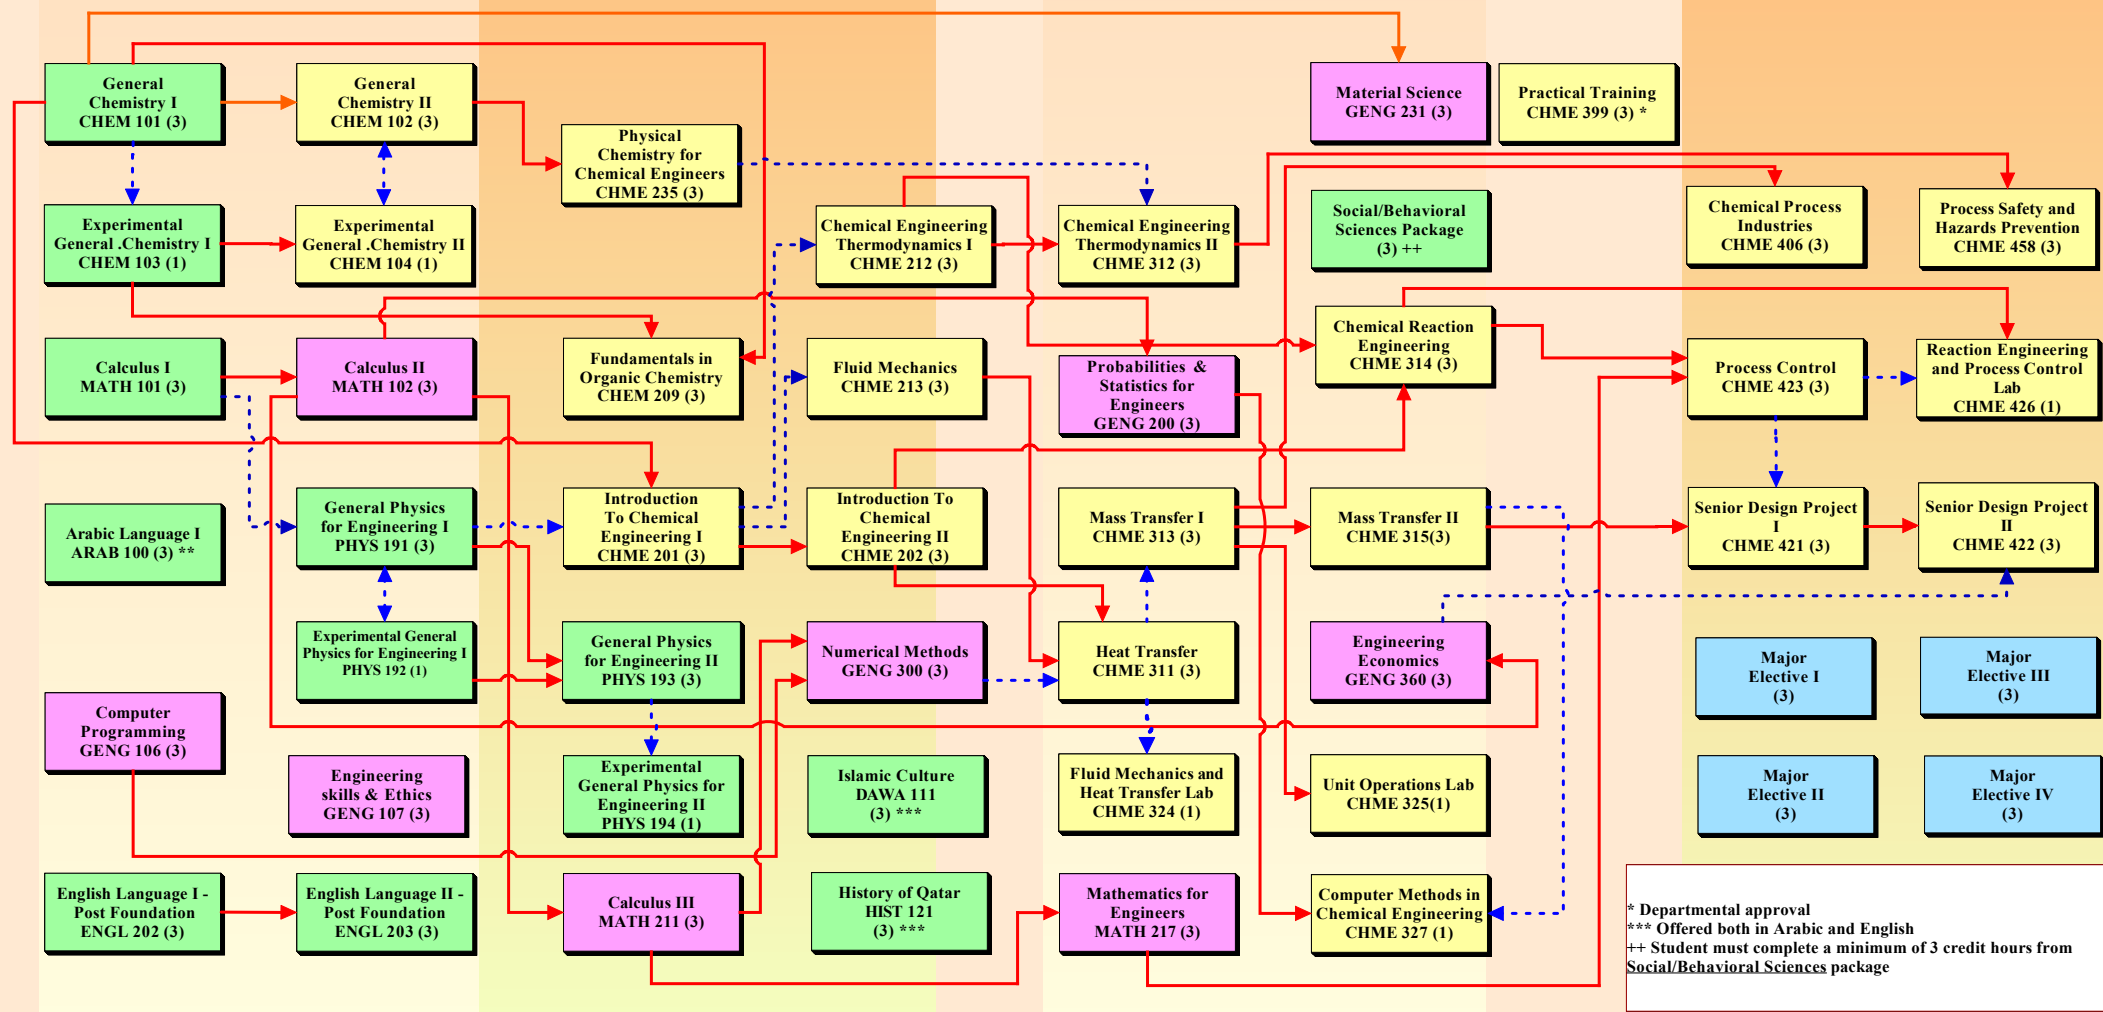 General
Chemistry I
CHEM 101 (3)
General
Chemistry II
CHEM 102 (3)
Physical
Chemistry for
Chemical Engineers
CHME 235 (3)
Material Science
GENG 231 (3)
Practical Training
CHME 399 (3) *
Experimental
General .Chemistry I
CHEM 103 (1)
Experimental
General .Chemistry II
CHEM 104 (1)
Chemical Engineering
Thermodynamics I
CHME 212 (3)
Chemical Engineering
Thermodynamics II
CHME 312 (3)
Social/Behavioral
Sciences Package
(3) ++
Chemical Process
Industries
CHME 406 (3)
Process Safety and
Hazards Prevention
CHME 458 (3)
Calculus I
MATH 101 (3)
Calculus II
MATH 102 (3)
Fundamentals in
Organic Chemistry
CHEM 209 (3)
Fluid Mechanics
CHME 213 (3)
Probabilities &
Statistics for
Engineers
GENG 200 (3)
Chemical Reaction
Engineering
CHME 314 (3)
Process Control
CHME 423 (3)
Reaction Engineering
and Process Control
Lab
CHME 426 (1)
Arabic Language I
ARAB 100 (3) **
General Physics
for Engineering I
PHYS 191 (3)
Introduction
To Chemical
Engineering I
CHME 201 (3)
Introduction To
Chemical
Engineering II
CHME 202 (3)
Mass Transfer I
CHME 313 (3)
Mass Transfer II
CHME 315(3)
Senior Design Project
I
CHME 421 (3)
Senior Design Project
II
CHME 422 (3)
Experimental General
Physics for Engineering I
PHYS 192 (1)
General Physics
for Engineering II
PHYS 193 (3)
Numerical Methods
GENG 300 (3)
Heat Transfer
CHME 311 (3)
Engineering
Economics
GENG 360 (3)
Major
Elective I
(3)
Major
Elective III
(3)
Computer
Programming
GENG 106 (3)
Engineering
skills & Ethics
GENG 107 (3)
Experimental
General Physics for
Engineering II
PHYS 194 (1)
Islamic Culture
DAWA 111
(3) ***
Fluid Mechanics and
Heat Transfer Lab
CHME 324 (1)
Unit Operations Lab
CHME 325(1)
Major
Elective II
(3)
Major
Elective IV
(3)
English Language I -
Post Foundation
ENGL 202 (3)
English Language II -
Post Foundation
ENGL 203 (3)
Calculus III
MATH 211 (3)
History of Qatar
HIST 121
(3) ***
Mathematics for
Engineers
MATH 217 (3)
Computer Methods in
Chemical Engineering
CHME 327 (1)
* Departmental approval
*** Offered both in Arabic and English
++ Student must complete a minimum of 3 credit hours from
Social/Behavioral Sciences package